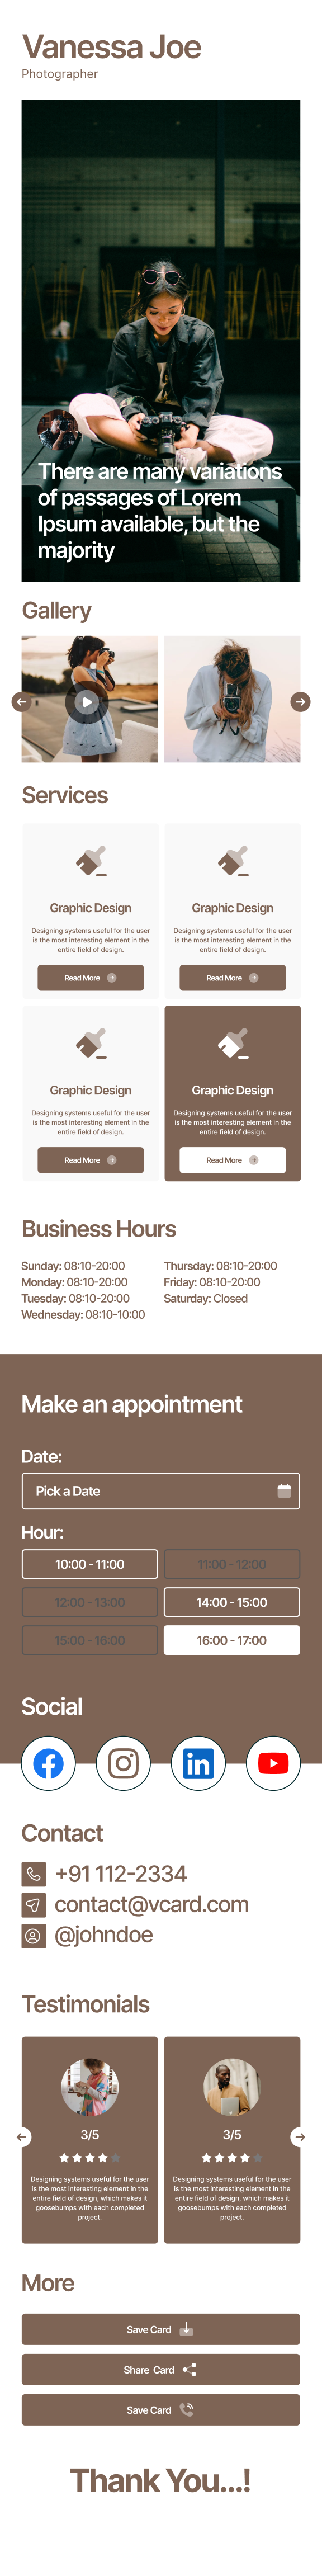 Vanessa Joe
Photographer
There are many variations
of passages of Lorem
Ipsum available, but the
majority
Gallery
Services
Graphic Design
Designing systems useful for the user
is the most interesting element in the
entire field of design.
Read More
Graphic Design
Designing systems useful for the user
is the most interesting element in the
entire field of design.
Read More
Graphic Design
Designing systems useful for the user
is the most interesting element in the
entire field of design.
Read More
Graphic Design
Designing systems useful for the user
is the most interesting element in the
entire field of design.
Read More
Business Hours
Sunday: 08:10-20:00
Monday: 08:10-20:00
Tuesday: 08:10-20:00
Wednesday: 08:10-10:00
Thursday: 08:10-20:00
Friday: 08:10-20:00
Saturday: Closed
Make an appointment
Date:
Pick a Date
Hour:
10:00 - 11:00
11:00 - 12:00
12:00 - 13:00
14:00 - 15:00
15:00 - 16:00
16:00 - 17:00
Social
Contact
+91 112-2334
contact@vcard.com
@johndoe
Testimonials
3/5
Designing systems useful for the user
is the most interesting element in the
entire field of design, which makes it
goosebumps with each completed
project.
3/5
Designing systems useful for the user
is the most interesting element in the
entire field of design, which makes it
goosebumps with each completed
project.
More
Save Card
Share Card
Save Card
Thank You...!